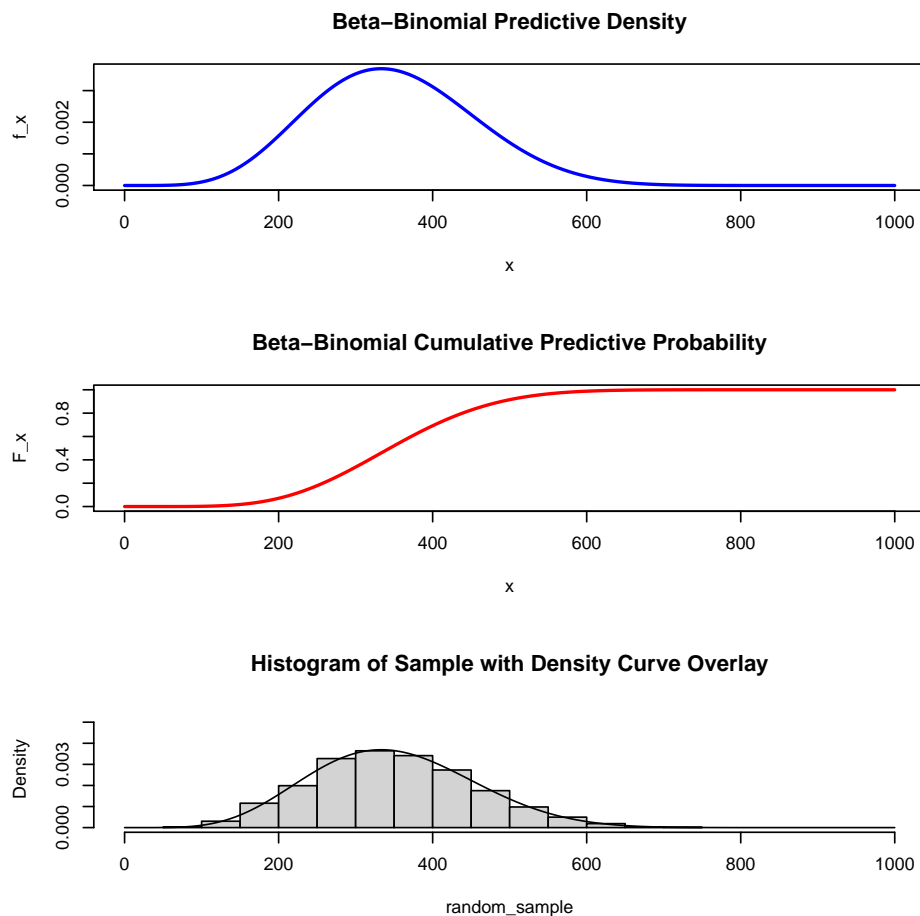 Beta−Binomial Predictive Density
f_x
0.000
0.002
0
200
400
600
800
1000
x
Beta−Binomial Cumulative Predictive Probability
F_x
0.0
0.4
0.8
0
200
400
600
800
1000
x
Histogram of Sample with Density Curve Overlay
Density
0.000
0.003
0
200
400
600
800
1000
random_sample